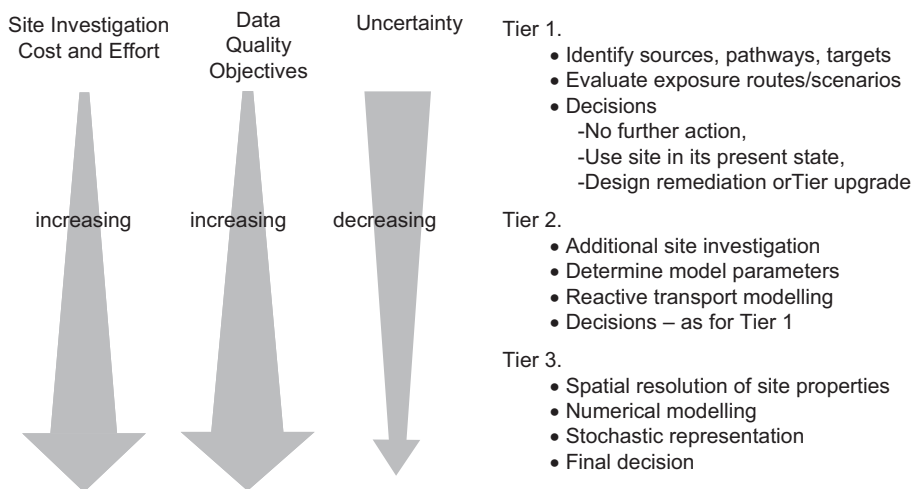 Site Investigation
Cost and Effort
Data
Quality
Objectives
Uncertainty
increasing
increasing
decreasing
Tier 1.
• Identify sources, pathways, targets
• Evaluate exposure routes/scenarios
• Decisions
-No further action,
-Use site in its present state,
-Design remediation orTier upgrade
Tier 2.
• Additional site investigation
• Determine model parameters
• Reactive transport modelling
• Decisions – as for Tier 1
Tier 3.
• Spatial resolution of site properties
• Numerical modelling
• Stochastic representation
• Final decision